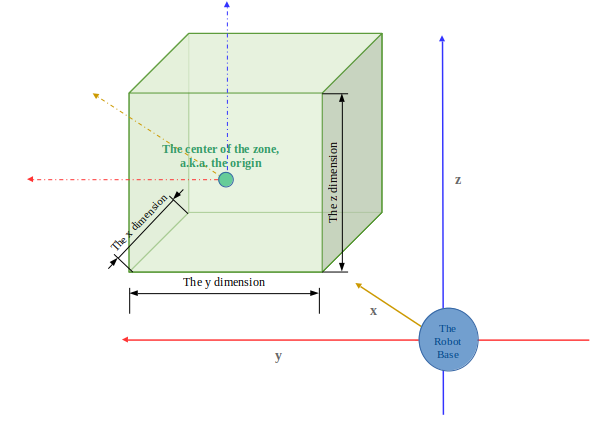 The center of the zone,
a.k.a. the origin
z
The z dimension
The x dimension
The y dimension
x
The
Robot
Base
y